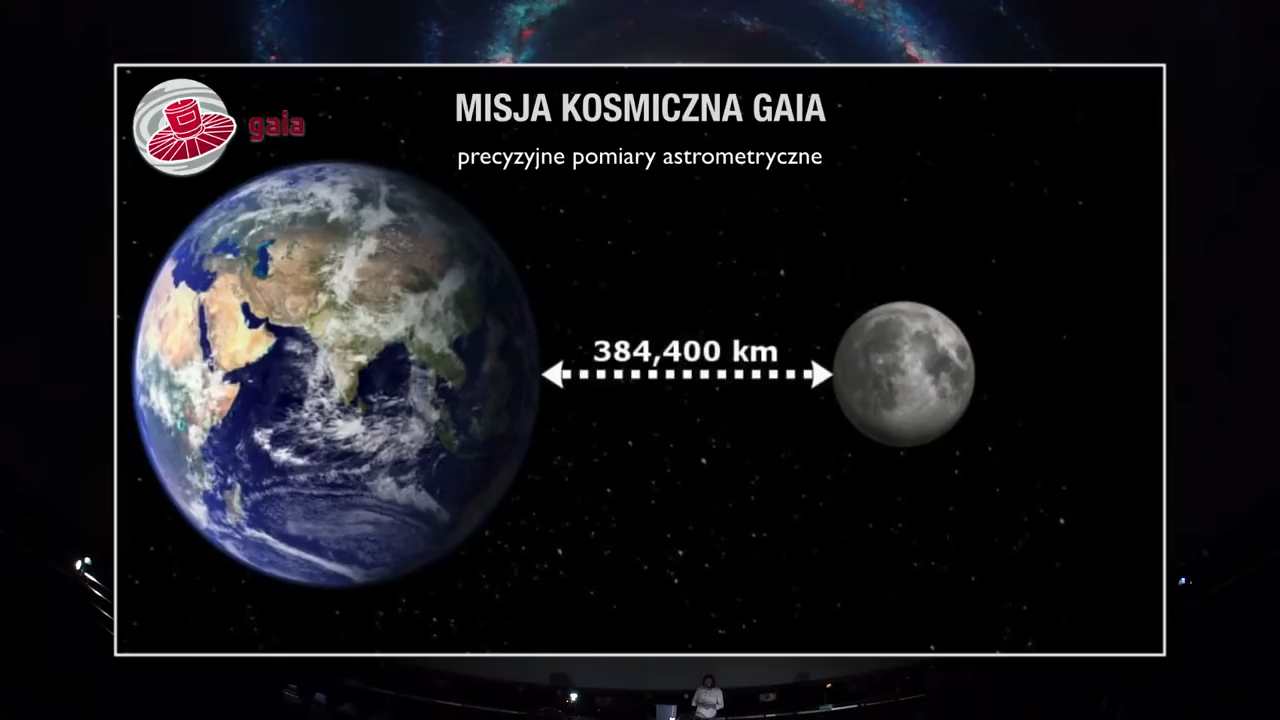 MISJA KOSMICZNA GAIA
gaia
precyzyjne pomiary astrometryczne
384,400 km